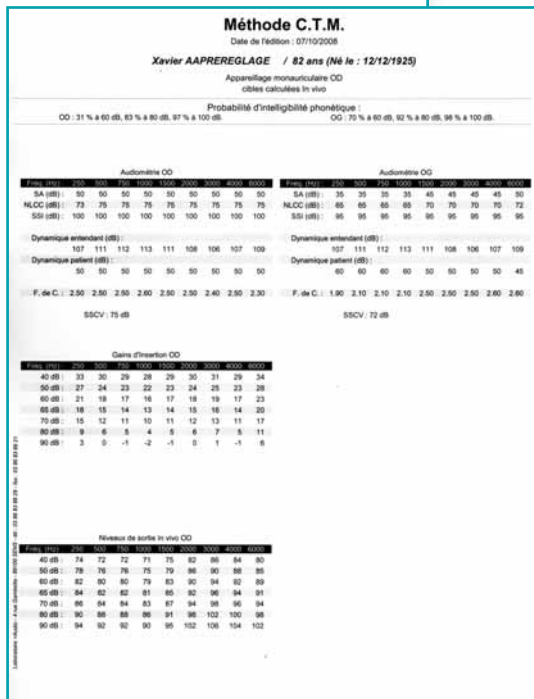 Méthode C.T.M.
Date de l'édition : 07/10/2008
Xavier AAPREREGLAGE / 82 ans (Né le : 12/12/1925)
Appareillage monauriculaire OD
cibles calculées In vivo
Probabilité d'intelligibilité phonétique :
OD : 31 % à 60 dB, 83 % à 80 dB, 97 % à 100 dB. OG : 70 % à 60 dB, 92 % à 80 dB, 98 % à 100 dB.
Audiométrie OD
Freq. (Hz) 250 500 750 1000 1500 2000 3000 4000 6000
SA (dB) : 50 50 50 50 50 50 50 50 50
NLCC (dB) : 73 75 75 75 75 75 75 75 75
SSI (dB) : 100 100 100 100 100 100 100 100 100
Dynamique entendant (dB) :
107 111 112 113 111 108 106 107 109
Dynamique patient (dB) :
50 50 50 50 50 50 50 50 50
F. de C. : 2.50 2.50 2.50 2.60 2.50 2.50 2.40 2.50 2.30
SSCV : 75 dB
Audiométrie OG
Freq. (Hz) 250 500 750 1000 1500 2000 3000 4000 6000
SA (dB) : 35 35 35 35 45 45 45 45 50
NLCC (dB) : 65 65 65 65 70 70 70 70 72
SSI (dB) : 95 95 95 95 95 95 95 95 95
Dynamique entendant (dB) :
107 111 112 113 111 108 106 107 109
Dynamique patient (dB) :
60 60 60 60 50 50 50 50 45
F. de C. : 1.90 2.10 2.10 2.10 2.50 2.50 2.50 2.60 2.60
SSCV : 72 dB
Gains d'insertion OD
Freq. (Hz) 250 500 750 1000 1500 2000 3000 4000 6000
40 dB : 33 30 29 28 29 30 31 29 34
50 dB : 27 24 23 22 23 24 25 23 28
60 dB : 21 18 17 16 17 18 19 17 23
65 dB : 18 15 14 13 14 15 16 14 20
70 dB : 15 12 11 10 11 12 13 11 17
80 dB : 9 6 5 4 5 6 7 5 11
90 dB : 3 0 -1 -2 -1 0 1 -1 6
Niveaux de sortie in vivo OD
Freq. (Hz) 250 500 750 1000 1500 2000 3000 4000 6000
40 dB : 74 72 72 71 75 82 86 84 80
50 dB : 78 76 76 75 79 86 90 88 85
60 dB : 82 80 80 79 83 90 94 92 89
65 dB : 84 82 82 81 85 92 96 94 91
70 dB : 86 84 84 83 87 94 98 96 94
80 dB : 90 88 88 86 91 98 102 100 98
90 dB : 94 92 92 90 95 102 106 104 102